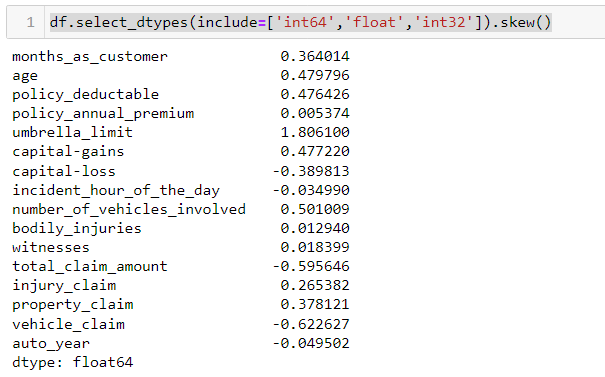 1 df.select_dtypes(include=['int64','float','int32']).skew()
months_as_customer 0.364014
age 0.479796
policy_deductable 0.476426
policy_annual_premium 0.005374
umbrella_limit 1.806100
capital-gains 0.477220
capital-loss -0.389813
incident_hour_of_the_day -0.034990
number_of_vehicles_involved 0.501009
bodily_injuries 0.012940
witnesses 0.018399
total_claim_amount -0.595646
injury_claim 0.265382
property_claim 0.378121
vehicle_claim -0.622627
auto_year -0.049502
dtype: float64